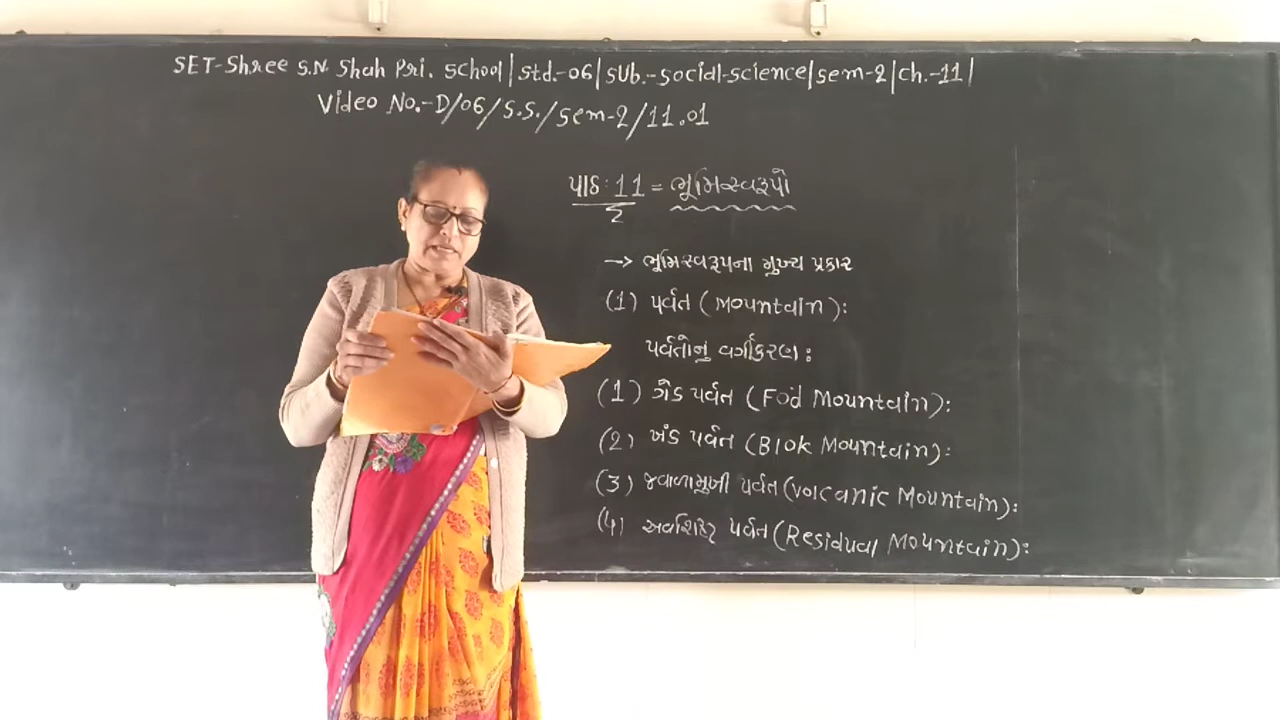 SET-Shree S.N. Shah Pri. School|Std.-06|SUb.-Social-Science|sem-2|ch.-11|
Video No.-D/06/S.S./Sem-2/11.01
પાઠ:11 = ભૂમિસ્વરૂપો
→ ભૂમિસ્વરૂપના મુખ્ય પ્રકાર
(1) પર્વત (Mountain):
પર્વતોનું વર્ગીકરણ:
(1) ગેડ પર્વત (Fod Mountain):
(2) ખંડ પર્વત (Blok Mountain):
(3) જવાળામુખી પર્વત (Volcanic Mountain):
(4) અવશિષ્ટ પર્વત (Residual Mountain):